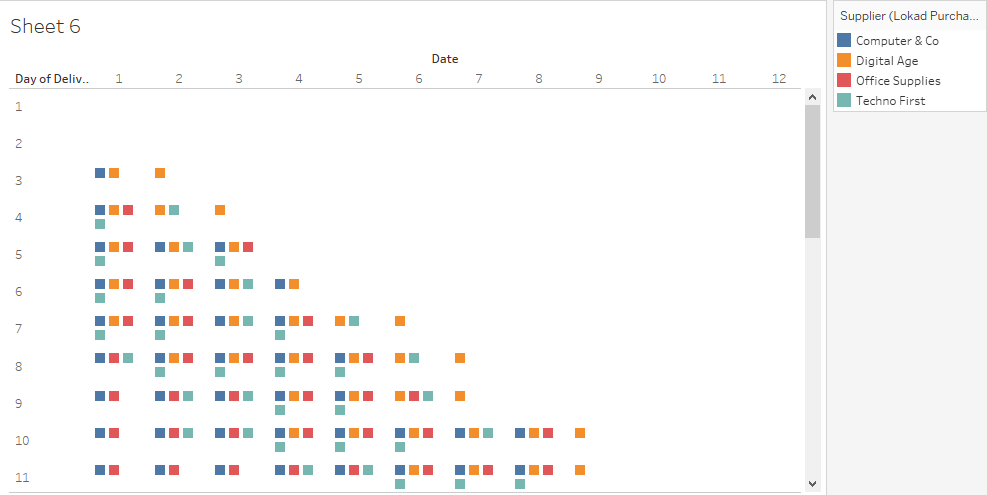 Sheet 6
Date
Day of Deliv.. 1 2 3 4 5 6 7 8 9 10 11 12
1
2
3
4
5
6
7
8
9
10
11
Supplier (Lokad Purcha...
Computer & Co
Digital Age
Office Supplies
Techno First